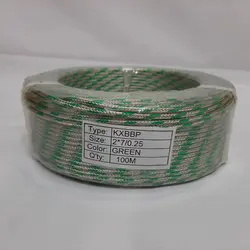 Type: KXBBP
Size: 2*7/0.25
Color: GREEN
Q'ty: 100M